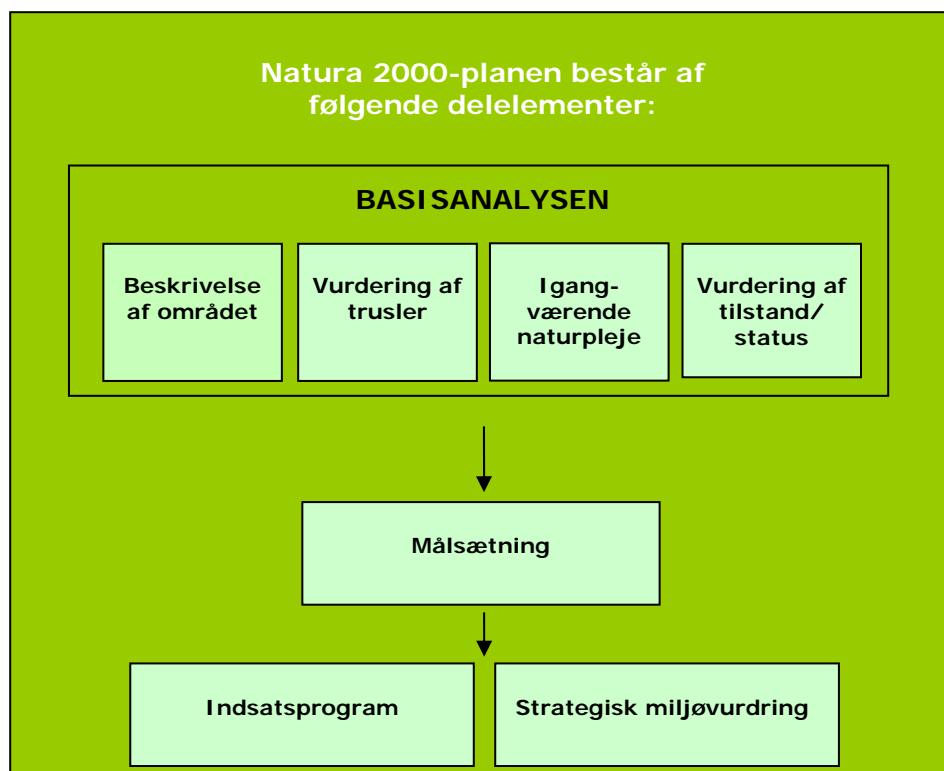 Natura 2000-planen består af
følgende delelementer:
BASISANALYSEN
Beskrivelse
af området
Vurdering af
trusler
Igang-
værende
naturpleje
Vurdering af
tilstand/
status
Målsætning
Indsatsprogram
Strategisk miljøvurdring